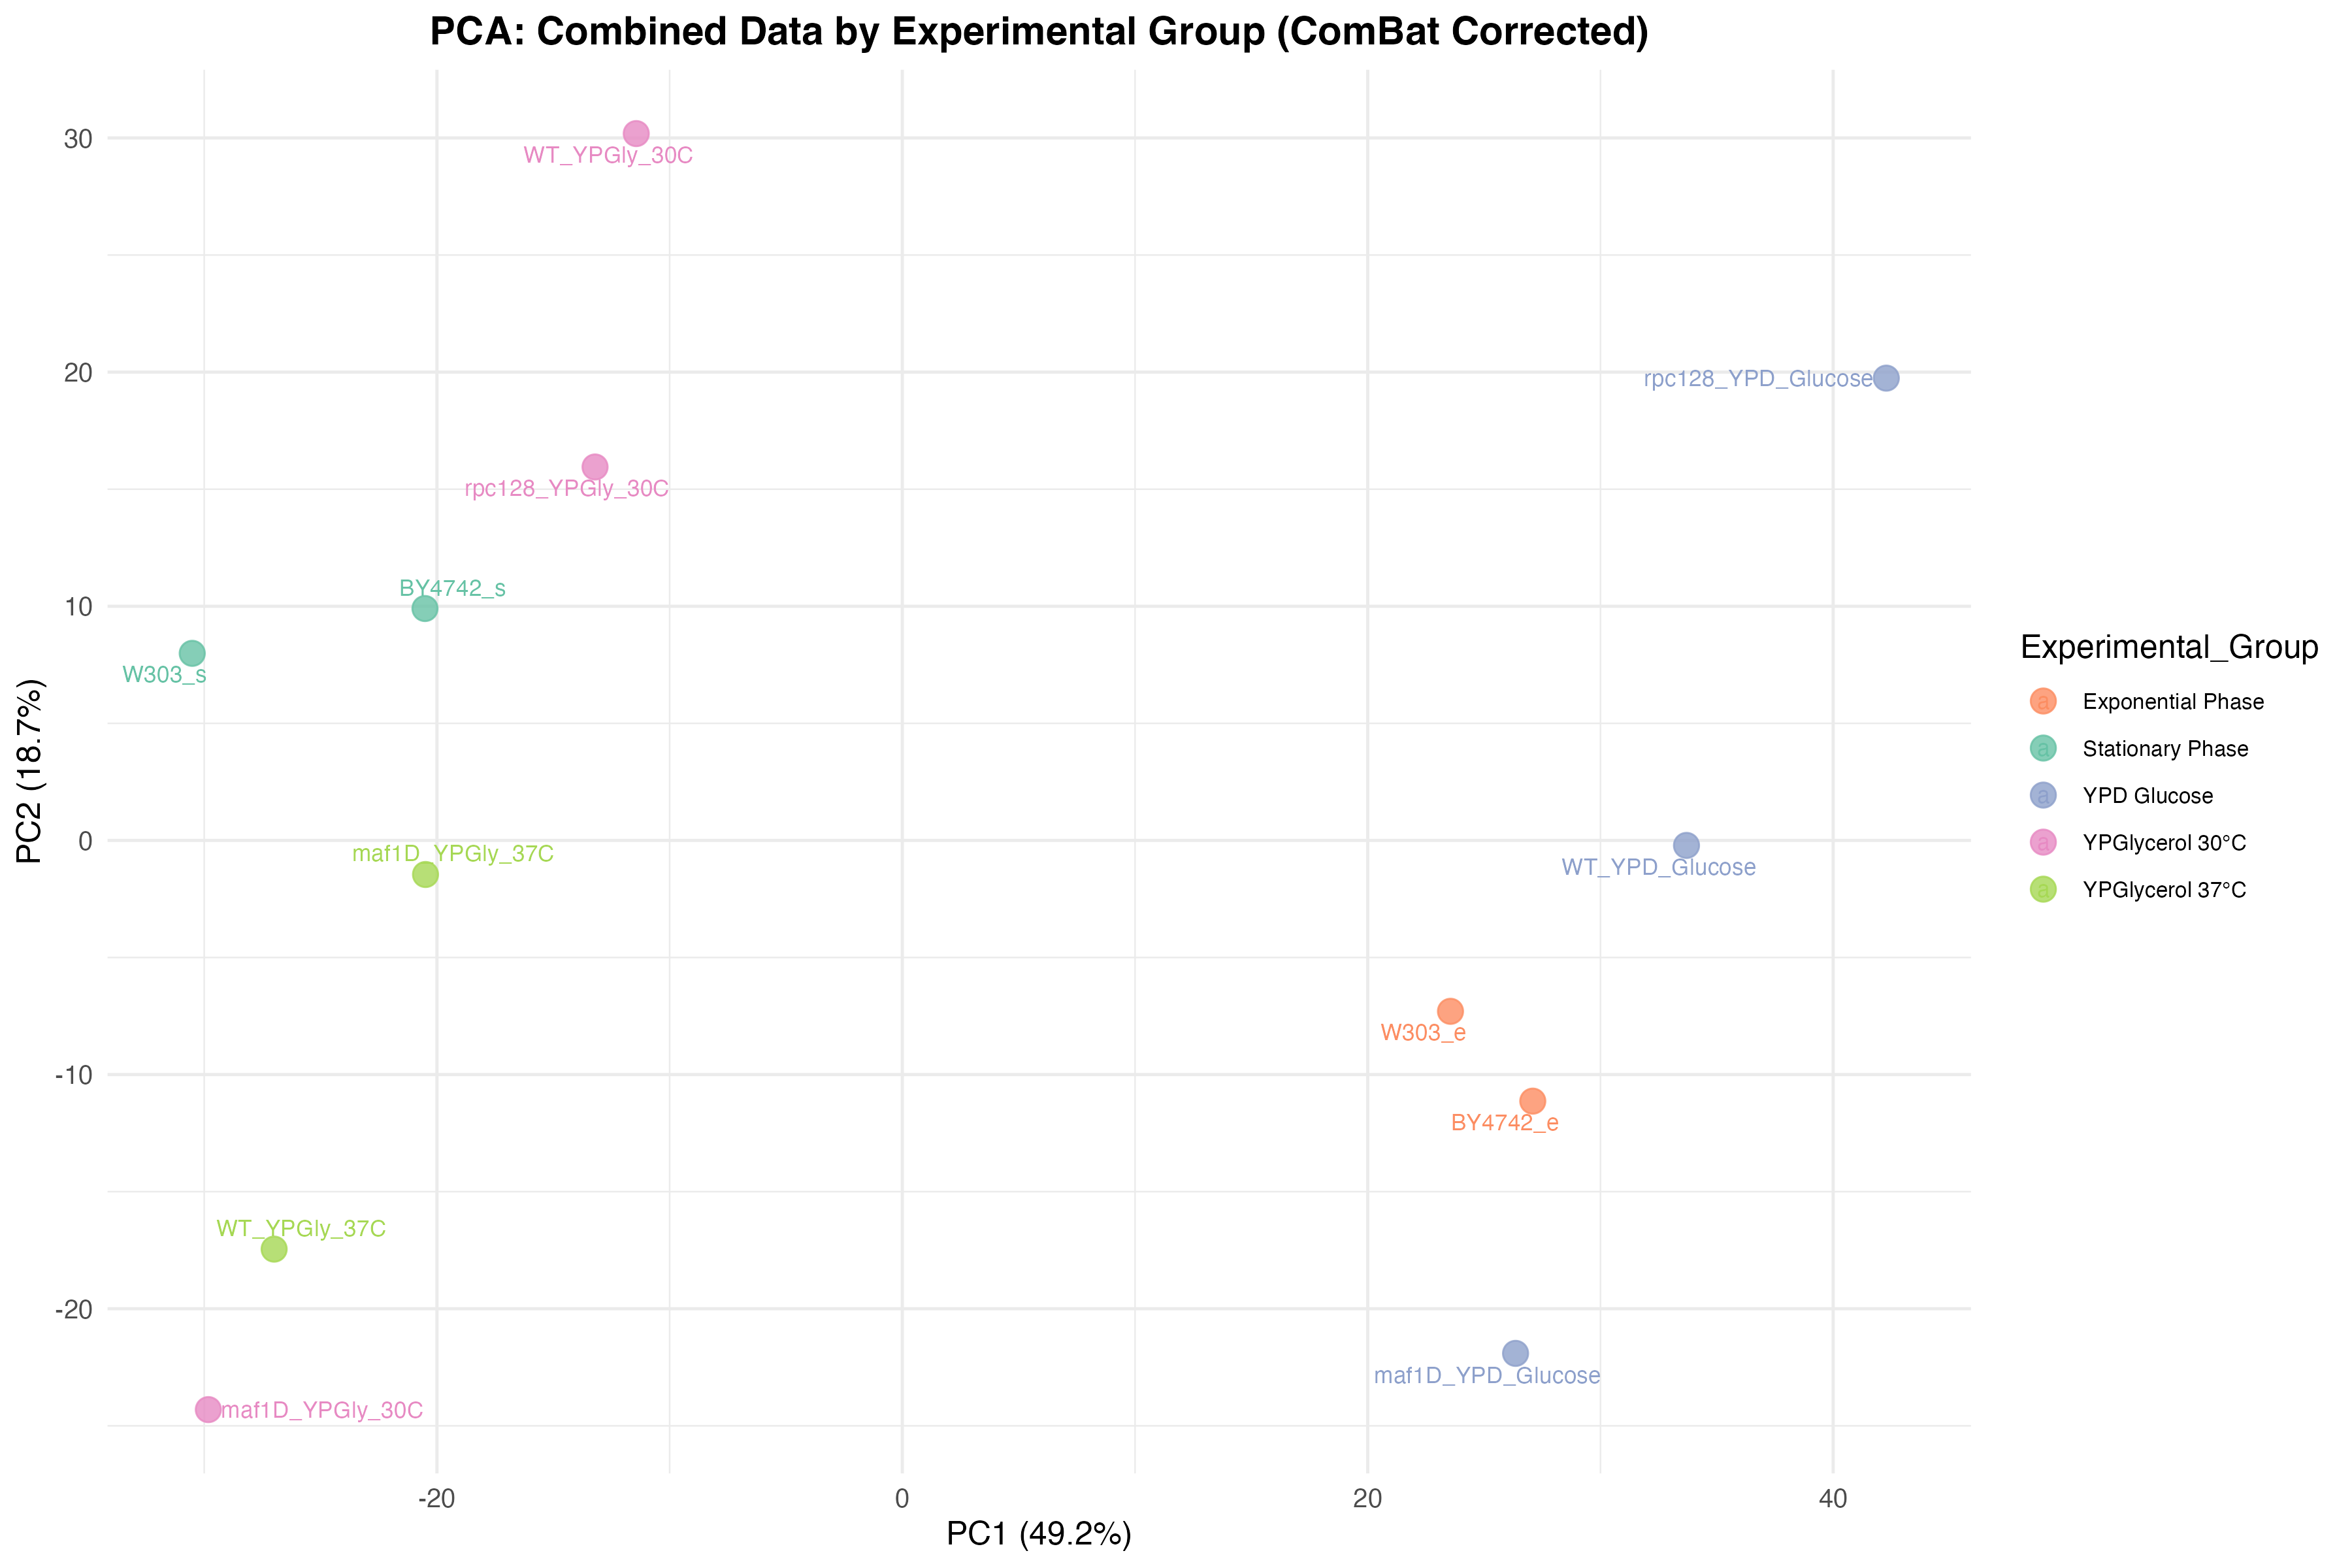 PCA: Combined Data by Experimental Group (ComBat Corrected)
30
20
10
0
-10
-20
PC2 (18.7%)
WT_YPGly_30C
rpc128_YPD_Glucose
rpc128_YPGly_30C
BY4742_s
W303_s
maf1D_YPGly_37C
WT_YPD_Glucose
W303_e
BY4742_e
WT_YPGly_37C
maf1D_YPD_Glucose
maf1D_YPGly_30C
-20
0
20
40
PC1 (49.2%)
Experimental_Group
a Exponential Phase
a Stationary Phase
a YPD Glucose
a YPGlycerol 30°C
a YPGlycerol 37°C